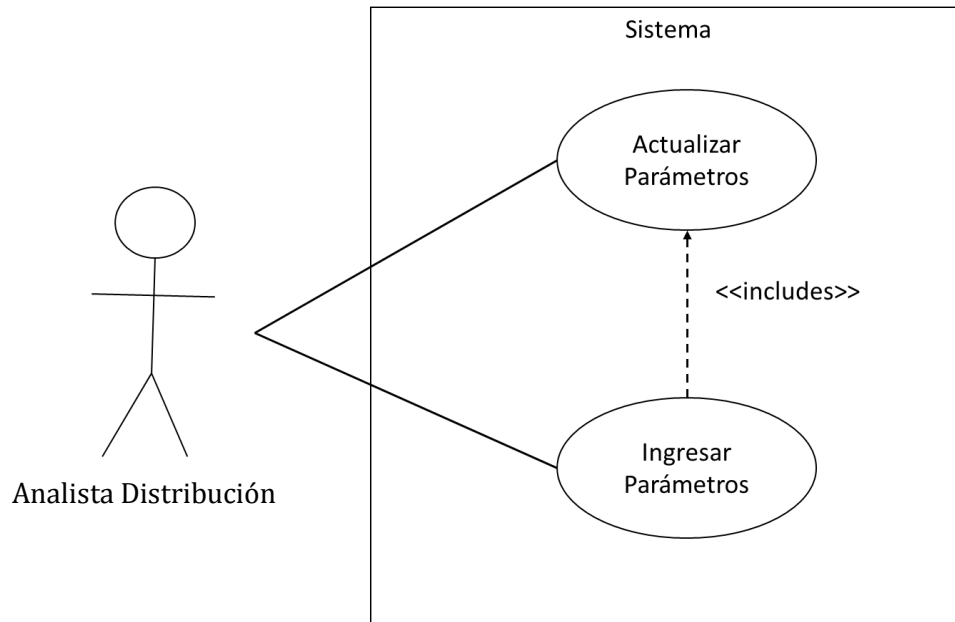 Sistema
Actualizar
Parámetros
<<includes>>
Ingresar
Parámetros
Analista Distribución